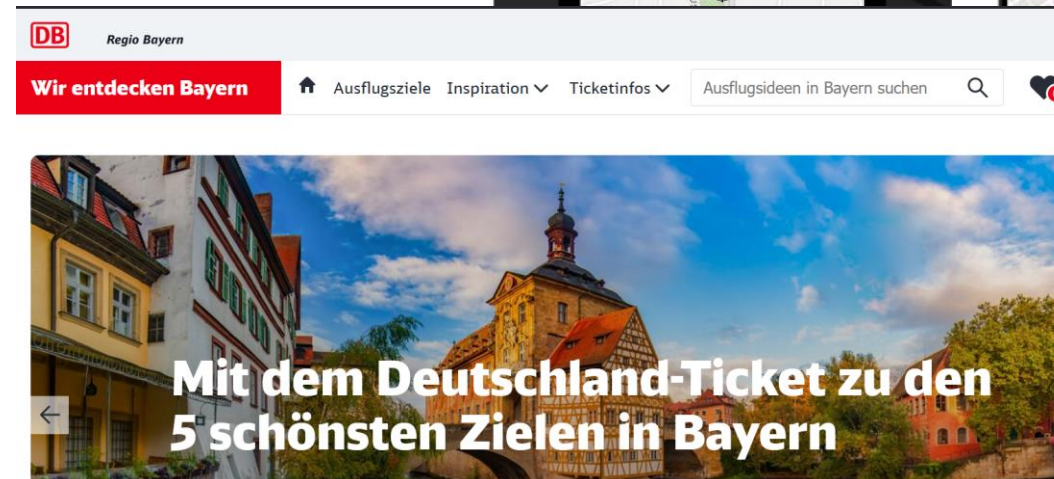 DB Regio Bayern
Wir entdecken Bayern Ausflugsziele Inspiration Ticketinfos Ausflugsideen in Bayern suchen
Mit dem Deutschland-Ticket zu den
5 schönsten Zielen in Bayern